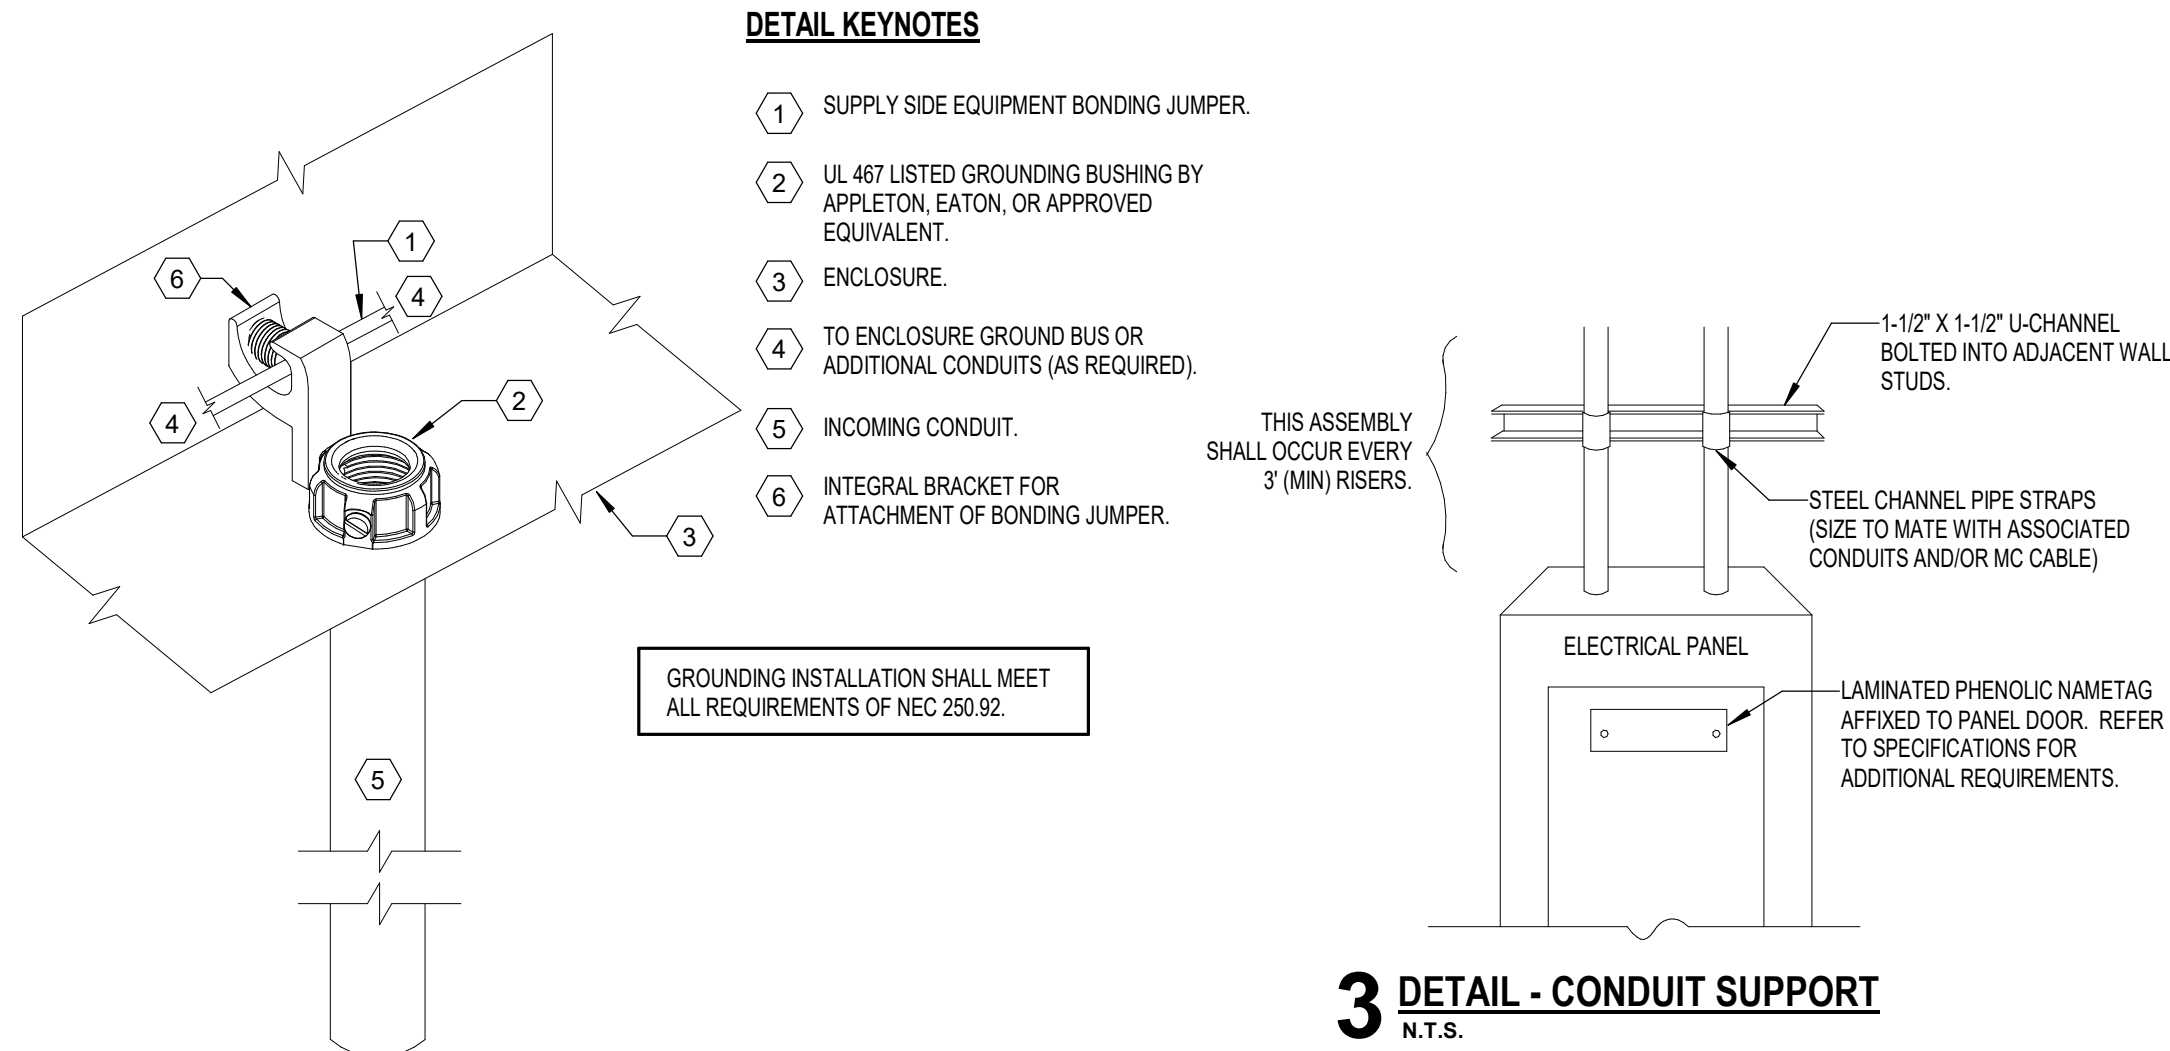 DETAIL KEYNOTES
1 SUPPLY SIDE EQUIPMENT BONDING JUMPER.
2 UL 467 LISTED GROUNDING BUSHING BY
APPLETON, EATON, OR APPROVED
EQUIVALENT.
3 ENCLOSURE.
4 TO ENCLOSURE GROUND BUS OR
ADDITIONAL CONDUITS (AS REQUIRED).
5 INCOMING CONDUIT.
6 INTEGRAL BRACKET FOR
ATTACHMENT OF BONDING JUMPER.
1
6
4
4
2
3
5
GROUNDING INSTALLATION SHALL MEET
ALL REQUIREMENTS OF NEC 250.92.
1-1/2" X 1-1/2" U-CHANNEL
BOLTED INTO ADJACENT WALL
STUDS.
THIS ASSEMBLY
SHALL OCCUR EVERY
3' (MIN) RISERS.
STEEL CHANNEL PIPE STRAPS
(SIZE TO MATE WITH ASSOCIATED
CONDUITS AND/OR MC CABLE)
ELECTRICAL PANEL
LAMINATED PHENOLIC NAMETAG
AFFIXED TO PANEL DOOR. REFER
TO SPECIFICATIONS FOR
ADDITIONAL REQUIREMENTS.
3 DETAIL - CONDUIT SUPPORT
N.T.S.